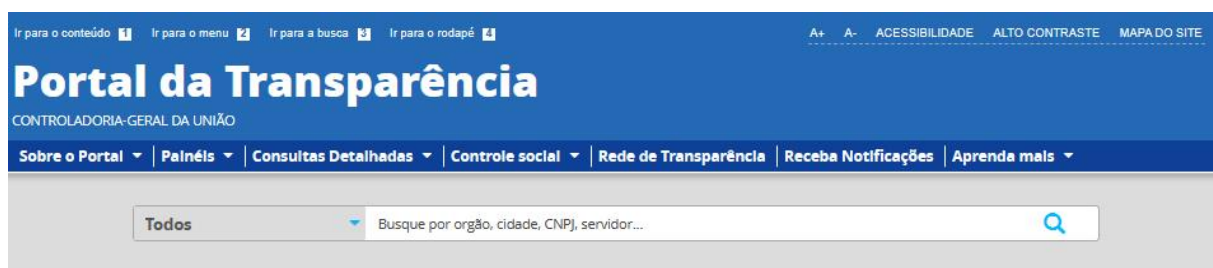 Ir para o conteúdo 1 Ir para o menu 2 Ir para a busca 3 Ir para o rodapé 4 A+ A- ACESSIBILIDADE ALTO CONTRASTE MAPA DO SITE
Portal da Transparência
CONTROLADORIA-GERAL DA UNIÃO
Sobre o Portal Painéis Consultas Detalhadas Controle social Rede de Transparência Receba Notificações Aprenda mais
Todos Busque por orgão, cidade, CNPJ, servidor...